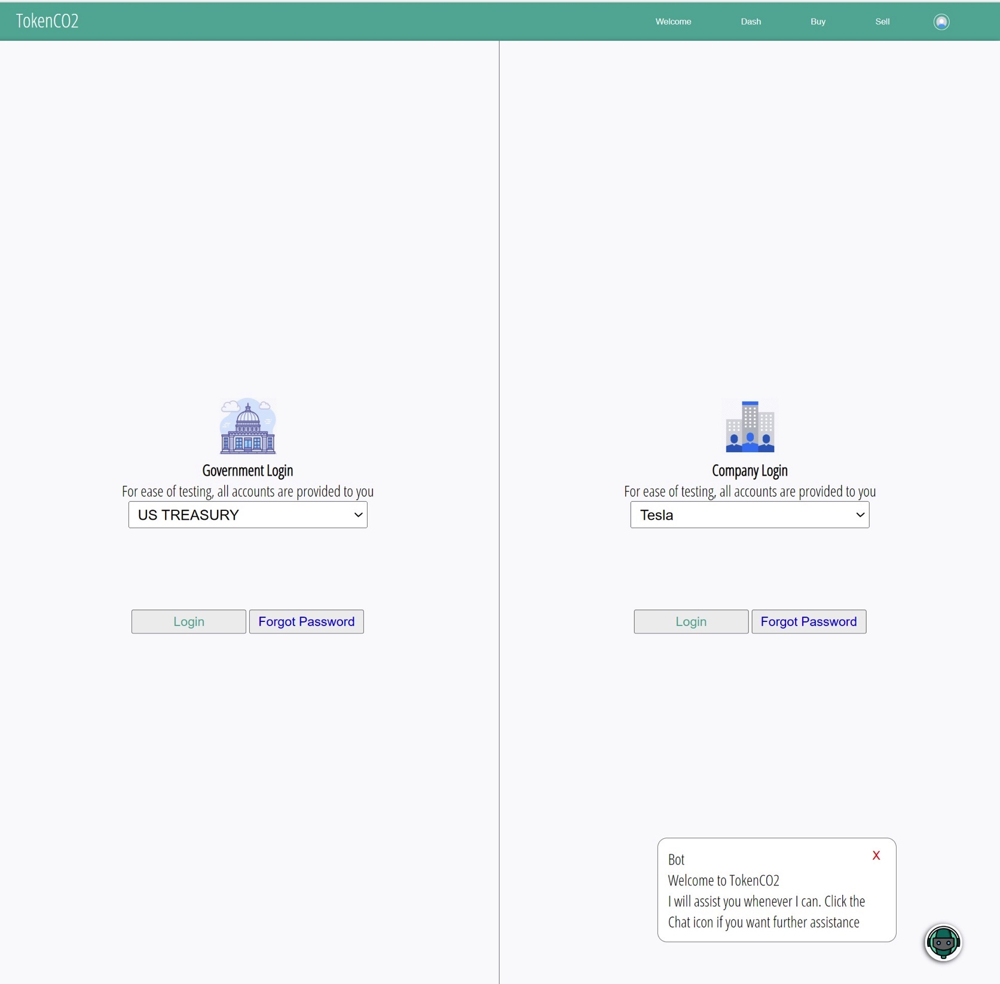 TokenCO2
Welcome
Dash
Buy
Sell
Government Login
For ease of testing, all accounts are provided to you
US TREASURY
Login
Forgot Password
Company Login
For ease of testing, all accounts are provided to you
Tesla
Login
Forgot Password
X
Bot
Welcome to TokenCO2
I will assist you whenever I can. Click the
Chat icon if you want further assistance